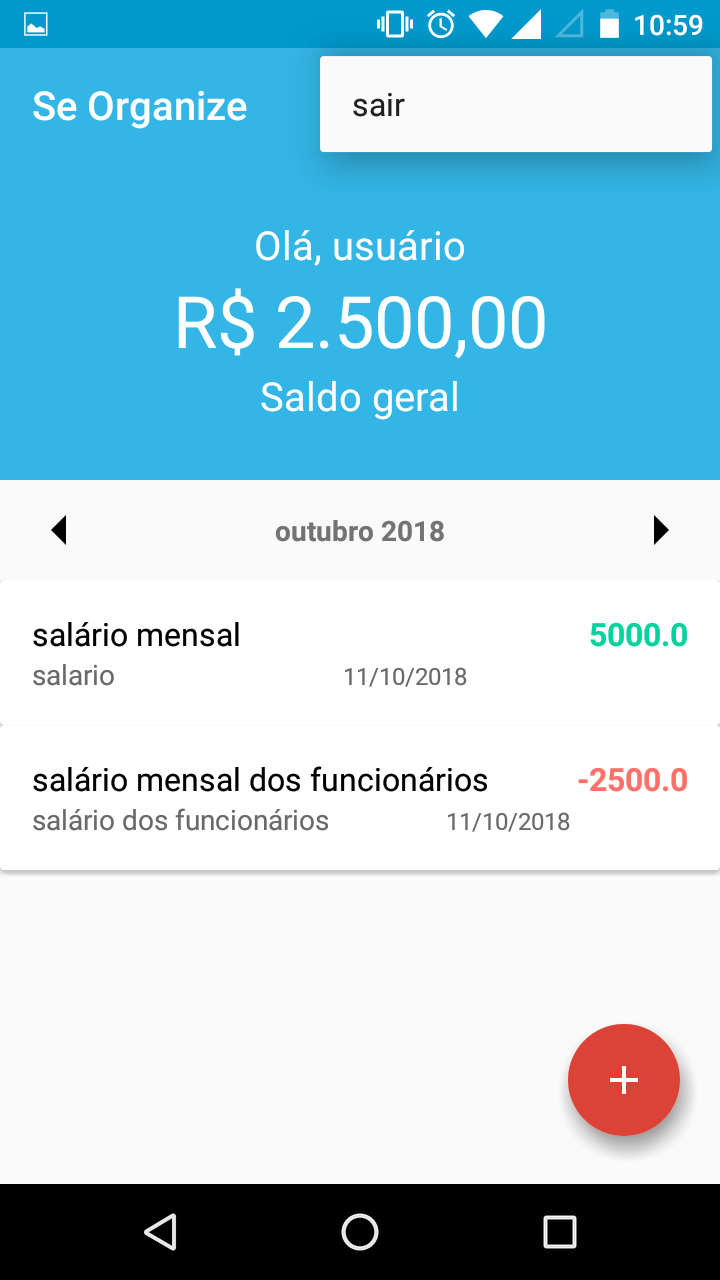 10:59
Se Organize
sair
Olá, usuário
R$ 2.500,00
Saldo geral
outubro 2018
salário mensal 5000.0
salario 11/10/2018
salário mensal dos funcionários -2500.0
salário dos funcionários 11/10/2018